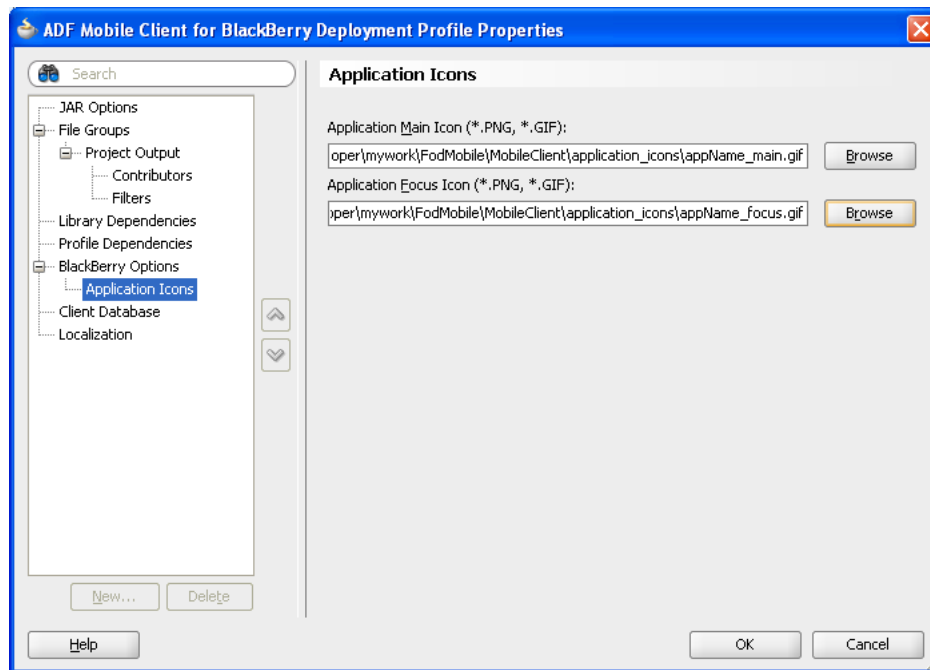 ADF Mobile Client for BlackBerry Deployment Profile Properties
Search
JAR Options
File Groups
Project Output
Contributors
Filters
Library Dependencies
Profile Dependencies
BlackBerry Options
Application Icons
Client Database
Localization
New...
Delete
Application Icons
Application Main Icon (*.PNG, *.GIF):
oper\mywork\FodMobile\MobileClient\application_icons\appName_main.gif
Browse
Application Focus Icon (*.PNG, *.GIF):
oper\mywork\FodMobile\MobileClient\application_icons\appName_focus.gif
Browse
Help
OK
Cancel